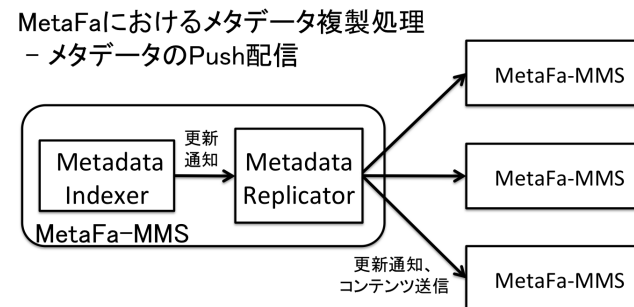 MetaFaにおけるメタデータ複製処理
– メタデータのPush配信
MetaFa-MMS
更新
通知
Metadata
Indexer
Metadata
Replicator
MetaFa-MMS
MetaFa-MMS
更新通知、
コンテンツ送信
MetaFa-MMS